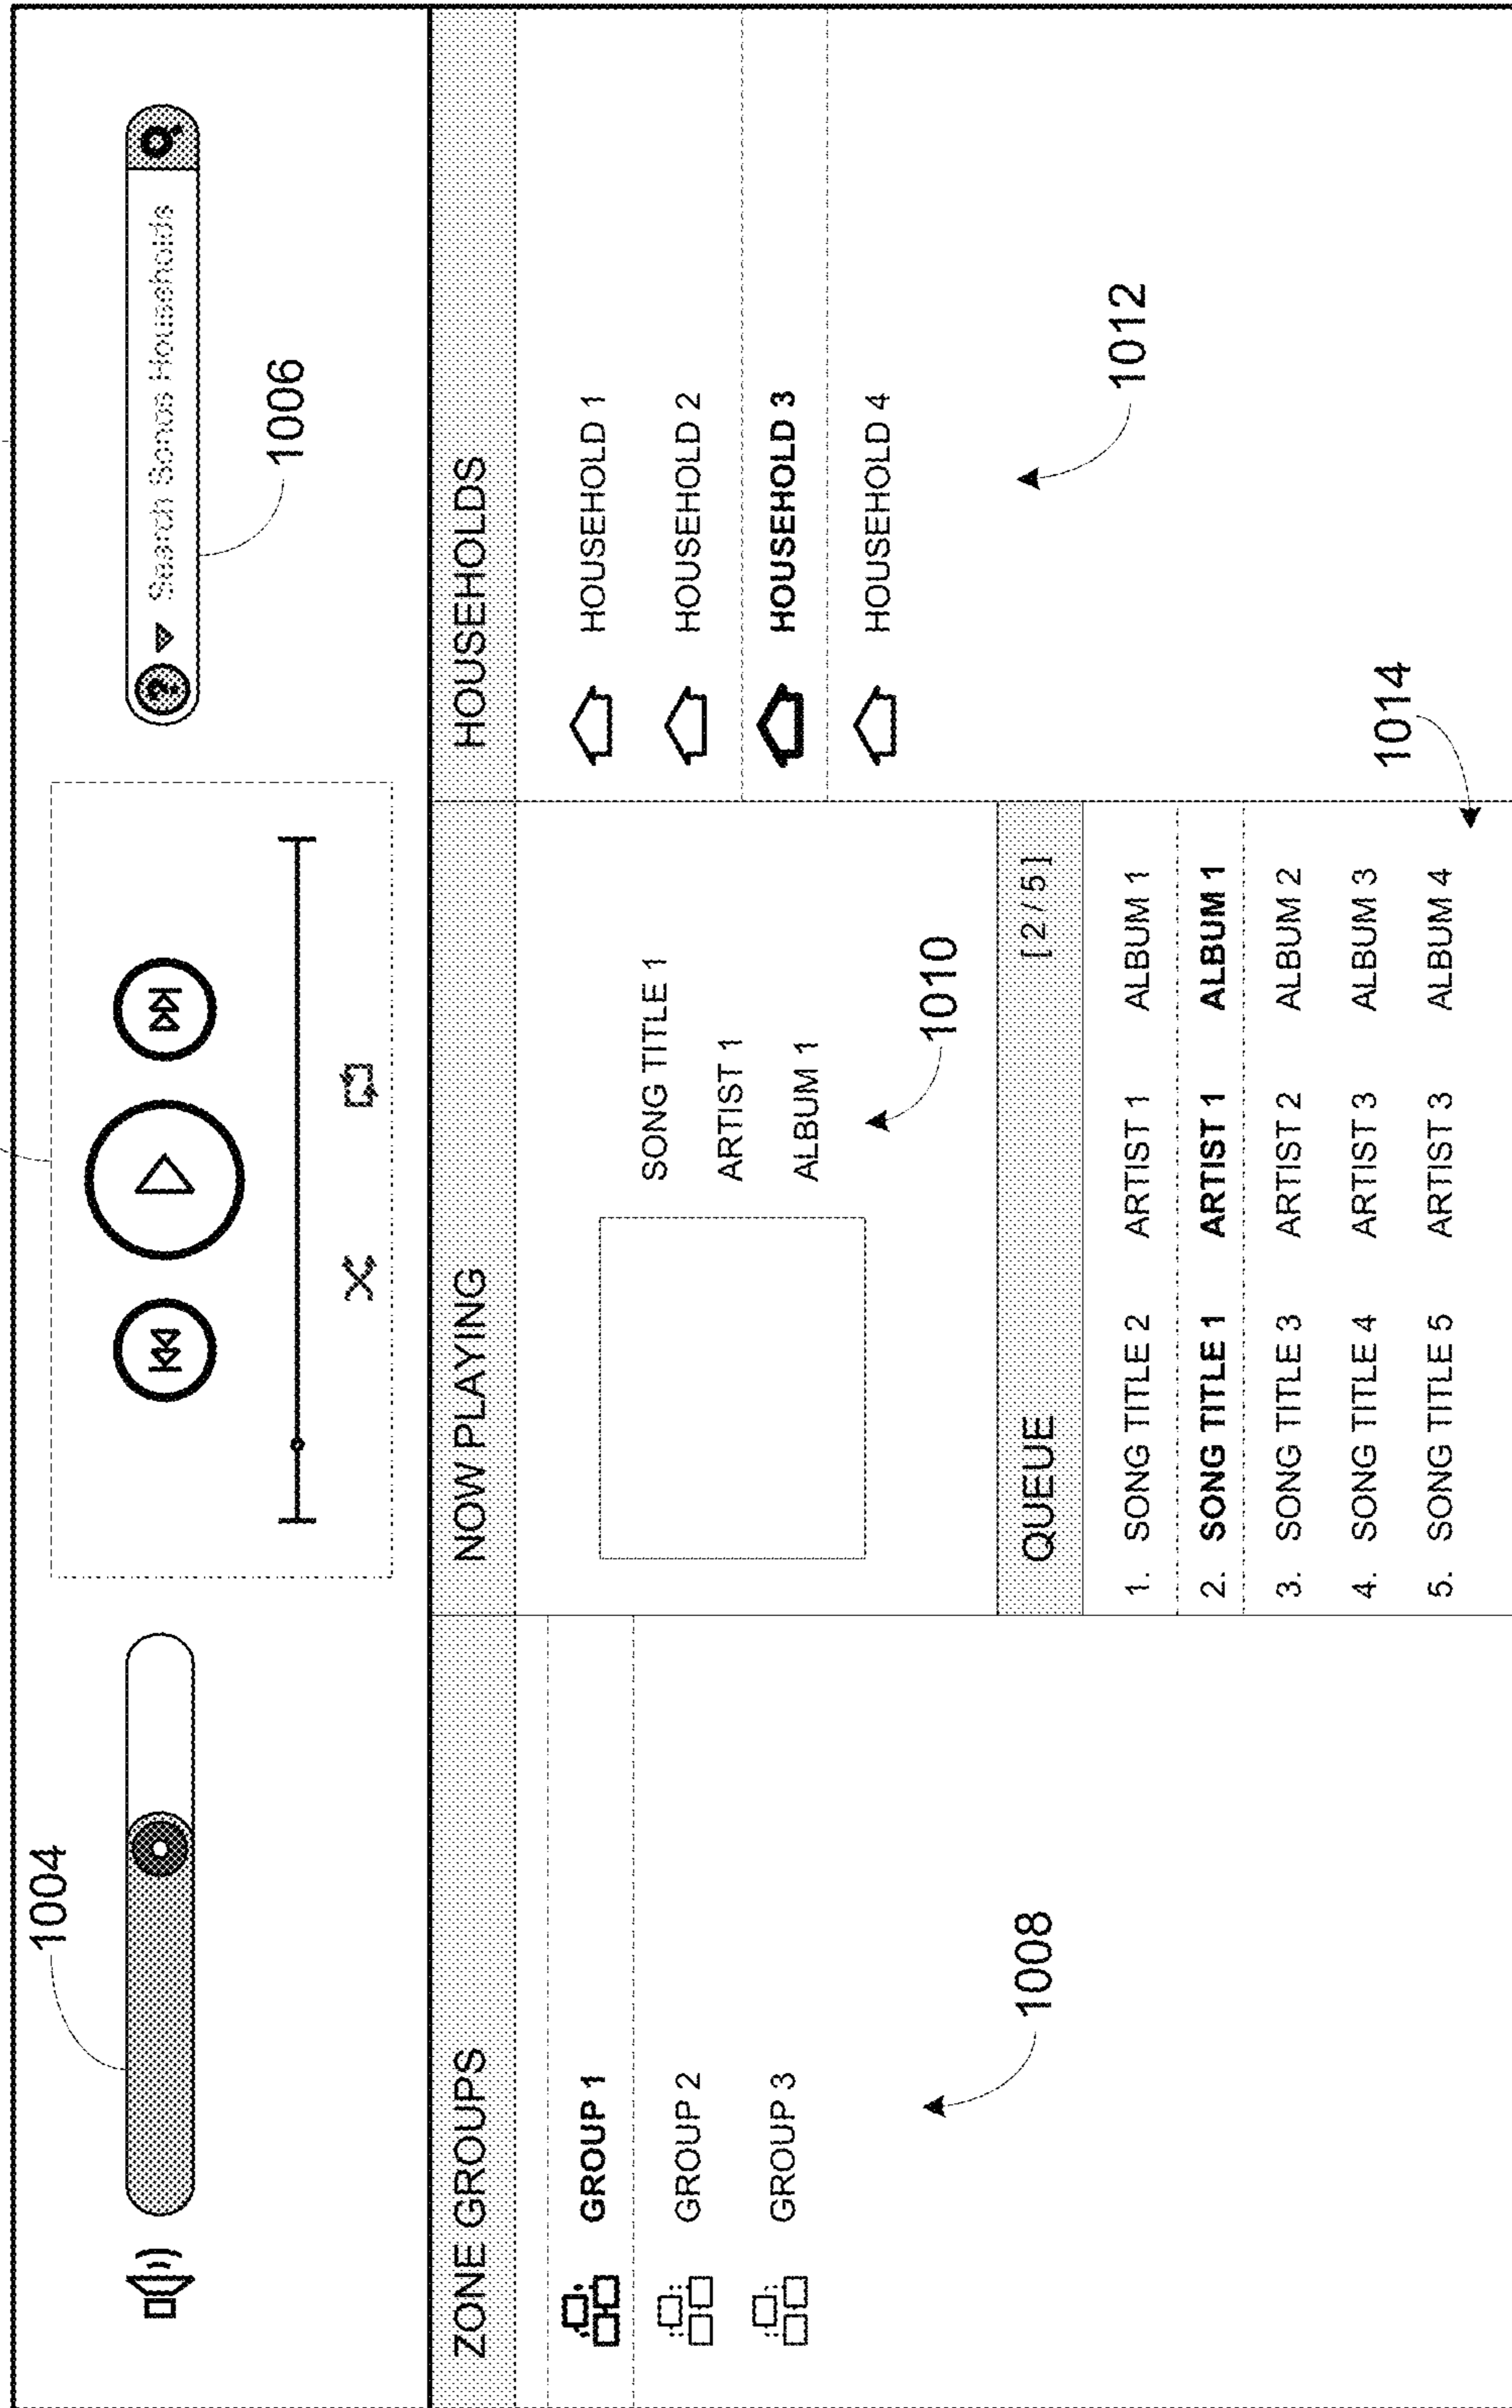 1004
? Search Sonos Households
1006
ZONE GROUPS
GROUP 1
GROUP 2
GROUP 3
1008
NOW PLAYING
SONG TITLE 1
ARTIST 1
ALBUM 1
1010
QUEUE [ 2 / 5 ]
1. SONG TITLE 2 ARTIST 1 ALBUM 1
2. SONG TITLE 1 ARTIST 1 ALBUM 1
3. SONG TITLE 3 ARTIST 2 ALBUM 2
4. SONG TITLE 4 ARTIST 3 ALBUM 3
5. SONG TITLE 5 ARTIST 3 ALBUM 4
1014
HOUSEHOLDS
HOUSEHOLD 1
HOUSEHOLD 2
HOUSEHOLD 3
HOUSEHOLD 4
1012